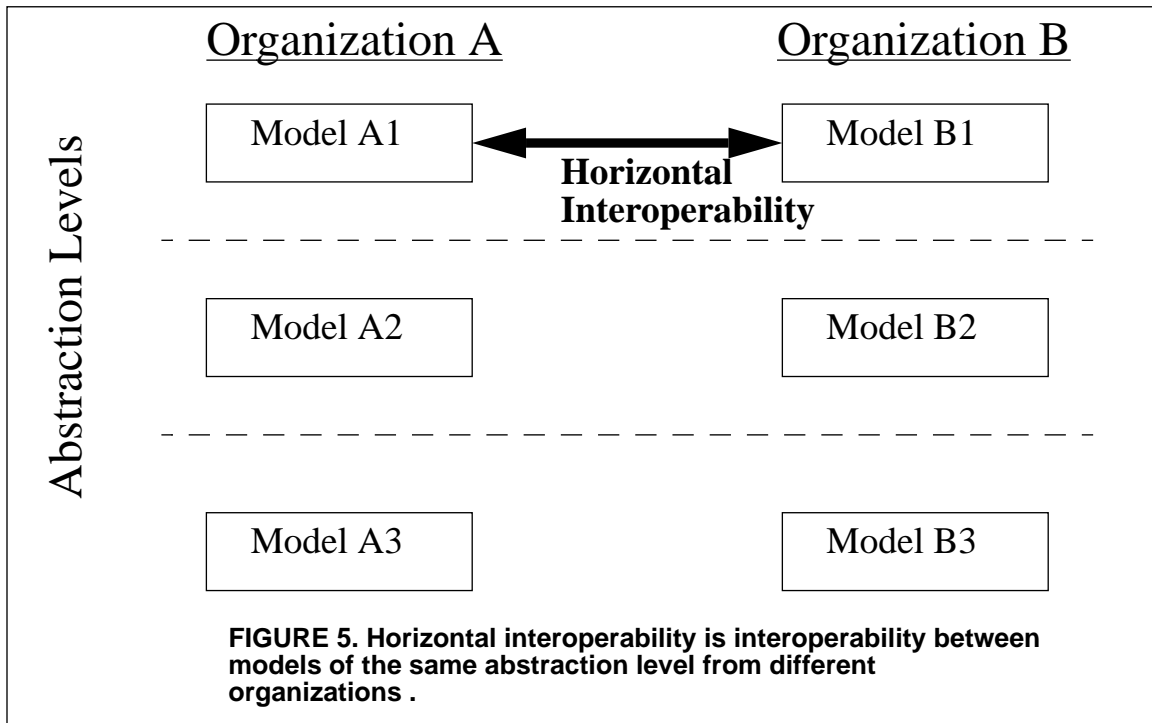 Organization A
Organization B
Abstraction Levels
Model A1
Model B1
Horizontal
Interoperability
Model A2
Model B2
Model A3
Model B3
FIGURE 5. Horizontal interoperability is interoperability between
models of the same abstraction level from different
organizations .